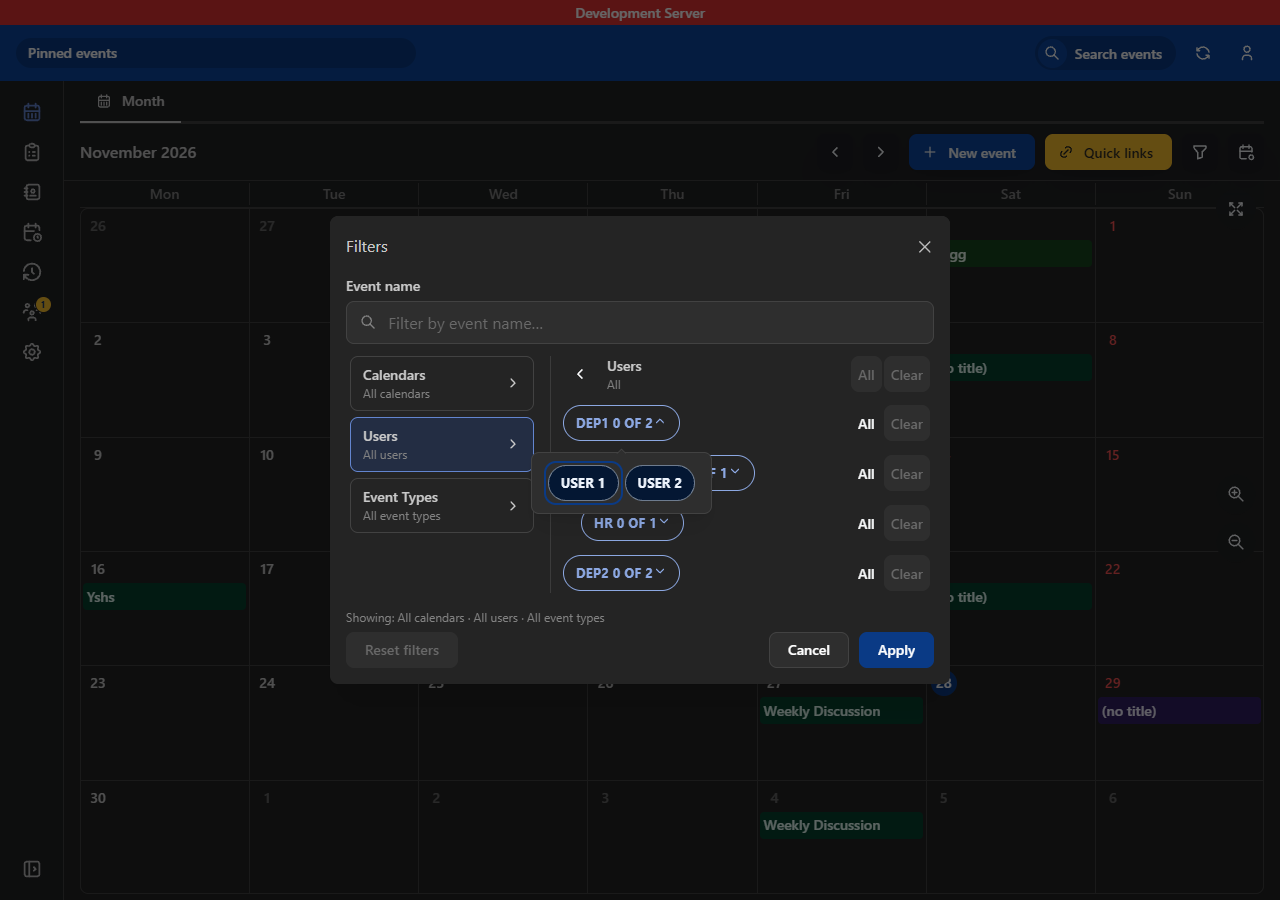 Development Server
Pinned events
Search events
Month
November 2026
New event
Quick links
Mon Tue Wed Thu Fri Sat Sun
26 27 1
Filters
Event name
Filter by event name...
2 3 8
Calendars
All calendars
Users
All users
Event Types
All event types
Users
All
All Clear
DEP1 0 OF 2
All Clear
USER 1 USER 2
All Clear
HR 0 OF 1
All Clear
DEP2 0 OF 2
All Clear
9 10 15
16 17 22
Yshs
title)
Showing: All calendars · All users · All event types
Reset filters
Cancel
Apply
23 24 25 26 27 28 29
Weekly Discussion
(no title)
30 1 2 3 4 5 6
Weekly Discussion
1